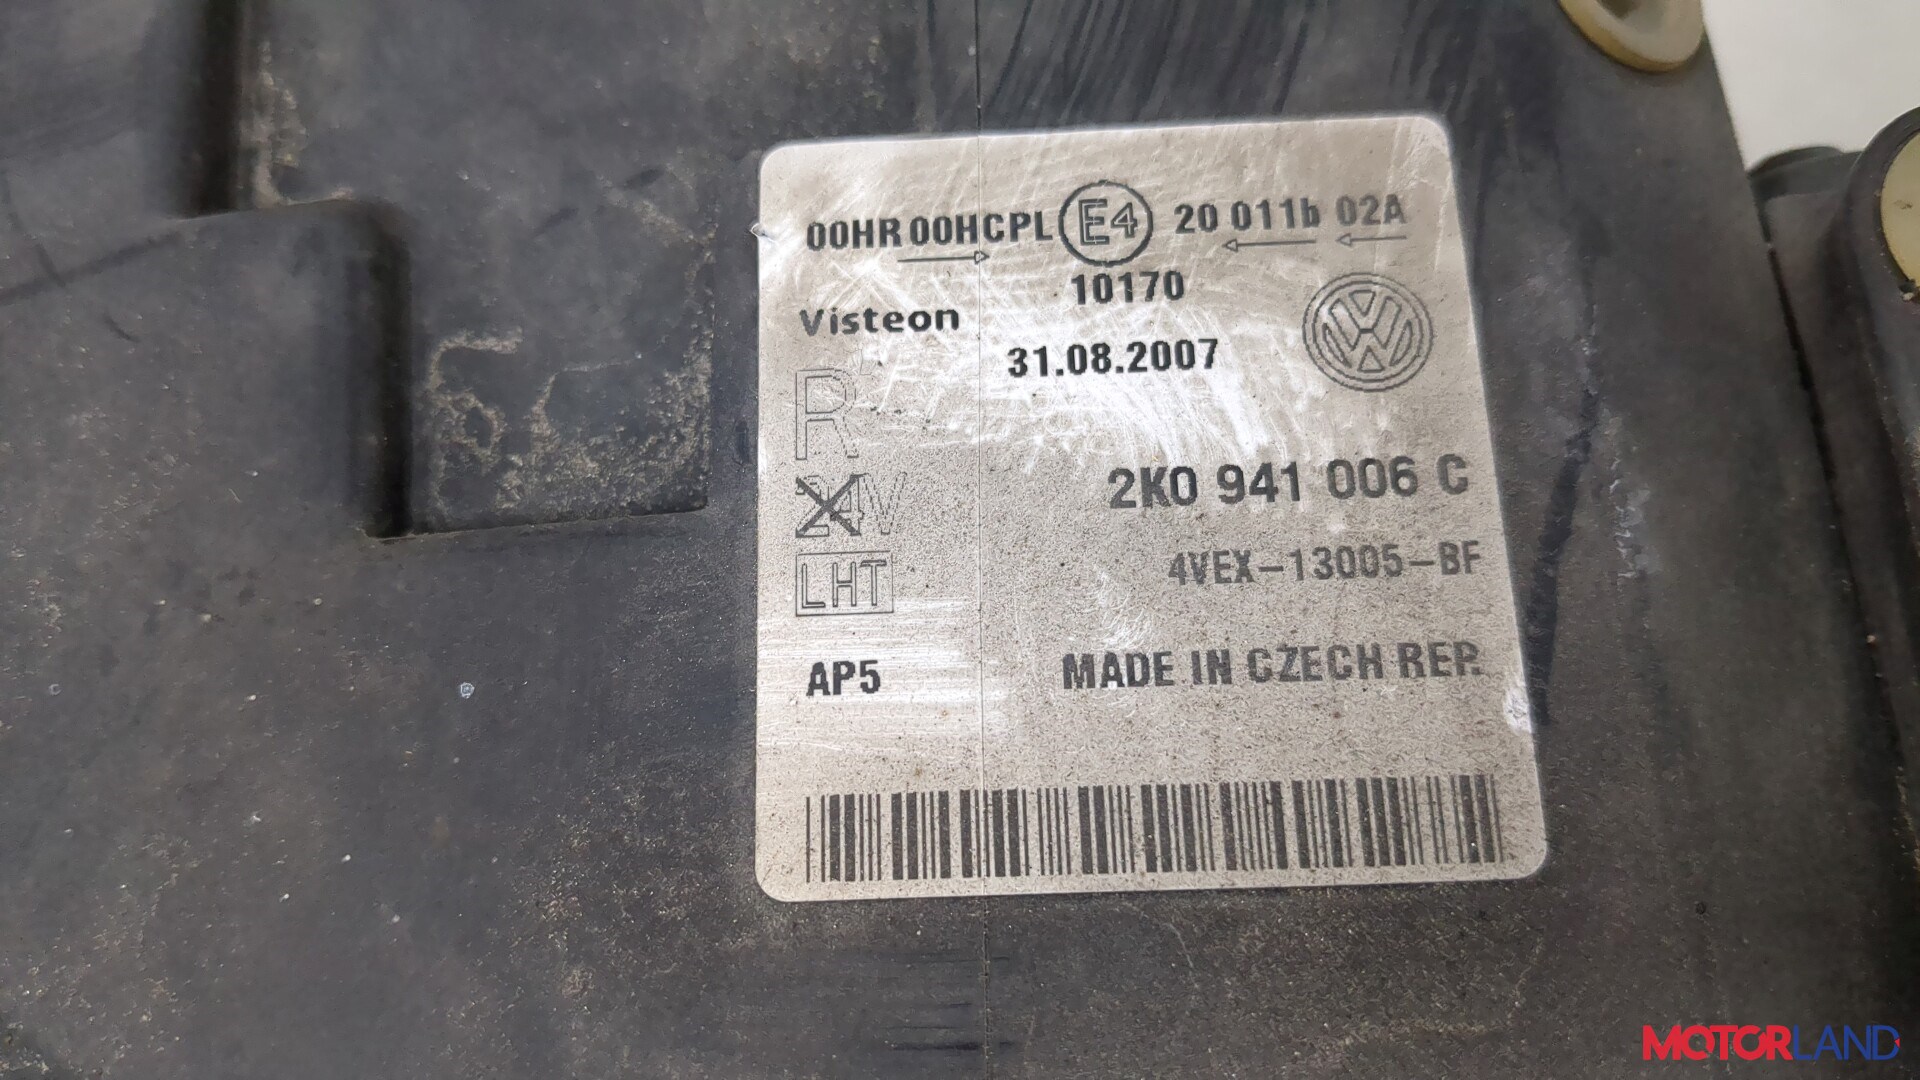 00HR 00HCPL E4 20 011b 02A
10170
Visteon
31.08.2007
R
24V
2K0 941 006 C
4VEX-13005-BF
LHT
AP5
MADE IN CZECH REP.
MOTORLAND